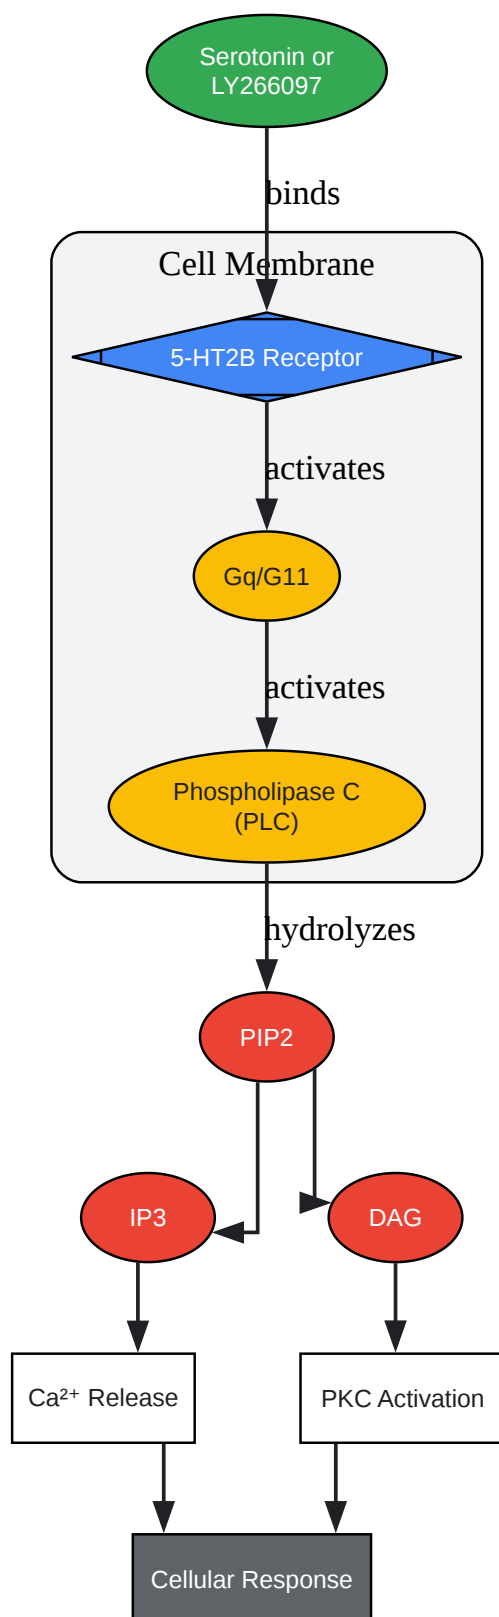 Serotonin or
LY266097
binds
Cell Membrane
5-HT2B Receptor
activates
Gq/G11
activates
Phospholipase C
(PLC)
hydrolyzes
PIP2
IP3
DAG
Ca²⁺ Release
PKC Activation
Cellular Response